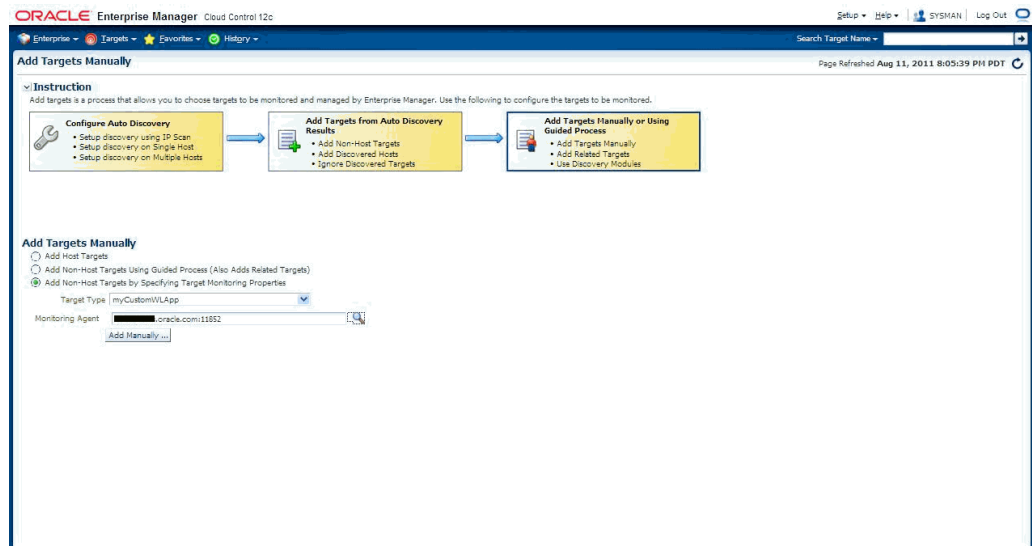 ORACLE Enterprise Manager Cloud Control 12c
Setup Help SYSMAN Log Out
Enterprise Targets Favorites History
Search Target Name
Add Targets Manually
Page Refreshed Aug 11, 2011 8:05:39 PM PDT
Instruction
Add targets is a process that allows you to choose targets to be monitored and managed by Enterprise Manager. Use the following to configure the targets to be monitored.
Configure Auto Discovery
• Setup discovery using IP Scan
• Setup discovery on Single Host
• Setup discovery on Multiple Hosts
Add Targets from Auto Discovery
Results
• Add Non-Host Targets
• Add Discovered Hosts
• Ignore Discovered Targets
Add Targets Manually or Using
Guided Process
• Add Targets Manually
• Add Related Targets
• Use Discovery Modules
Add Targets Manually
Add Host Targets
Add Non-Host Targets Using Guided Process (Also Adds Related Targets)
Add Non-Host Targets by Specifying Target Monitoring Properties
Target Type myCustomWLApp
Monitoring Agent .oracle.com:11852
Add Manually ...